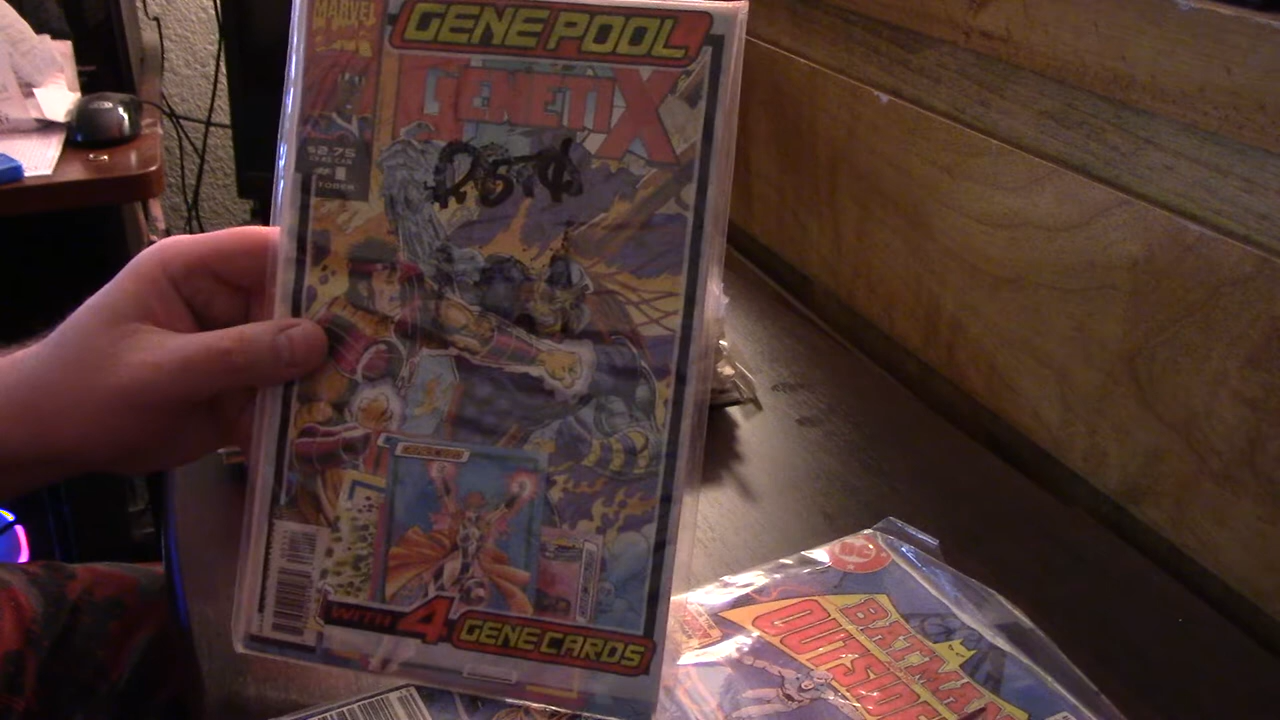 MARVEL
GENE POOL
GENETIX
$2.75
#1
WITH 4 GENE CARDS
DC
BATMAN
OUTSIDE